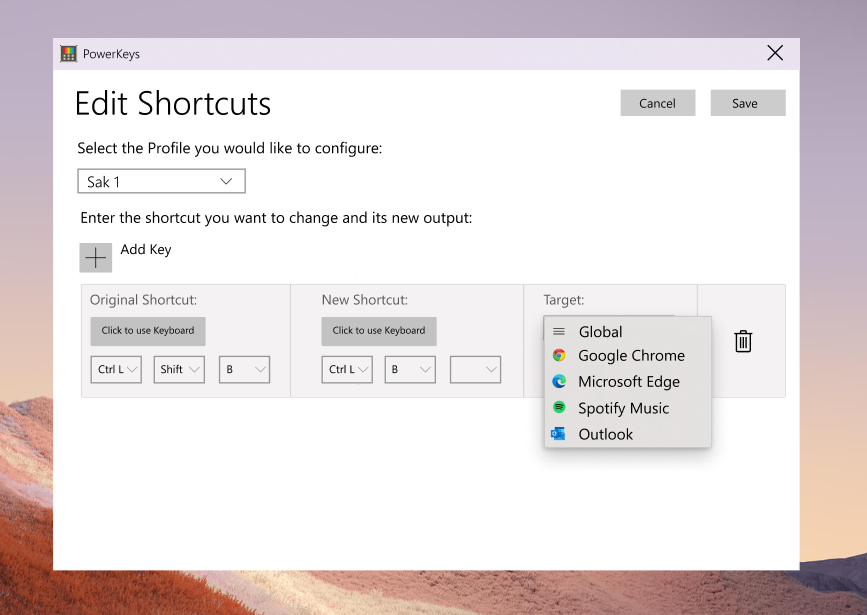 PowerKeys
Edit Shortcuts
Cancel
Save
Select the Profile you would like to configure:
Sak 1
Enter the shortcut you want to change and its new output:
Add Key
Original Shortcut:
New Shortcut:
Target:
Click to use Keyboard
Click to use Keyboard
Ctrl L
Shift
B
Ctrl L
B
Global
Google Chrome
Microsoft Edge
Spotify Music
Outlook